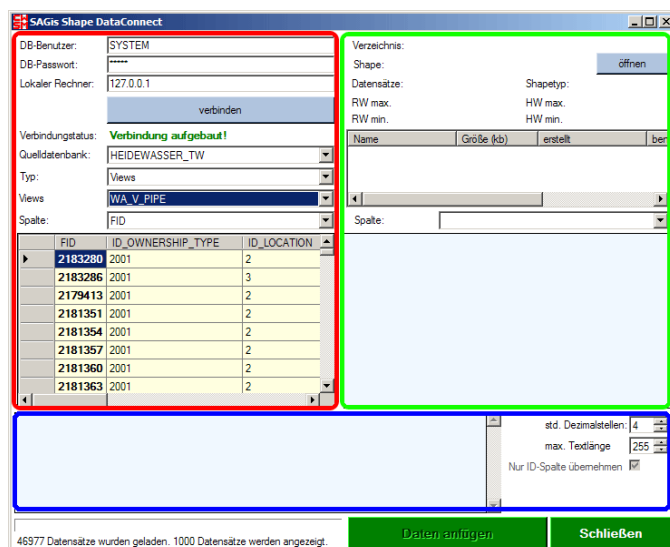 SAGis Shape DataConnect
DB-Benutzer: SYSTEM
DB-Passwort: *****
Lokaler Rechner: 127.0.0.1
verbinden
Verbindungstatus: Verbindung aufgebaut!
Quelldatenbank: HEIDEWASSER_TW
Typ: Views
Views WA_V_PIPE
Spalte: FID
FID ID_OWNERSHIP_TYPE ID_LOCATION
2183280 2001 2
2183286 2001 3
2179413 2001 2
2181351 2001 2
2181354 2001 2
2181357 2001 2
2181360 2001 2
2181363 2001 2
Verzeichnis:
Shape: öffnen
Datensätze: Shapetyp:
RW max. HW max.
RW min. HW min.
Name Größe (kb) erstellt ben
Spalte:
std. Dezimalstellen: 4
max. Textlänge 255
Nur ID-Spalte übernehmen
46977 Datensätze wurden geladen. 1000 Datensätze werden angezeigt.
Daten anfügen
Schließen